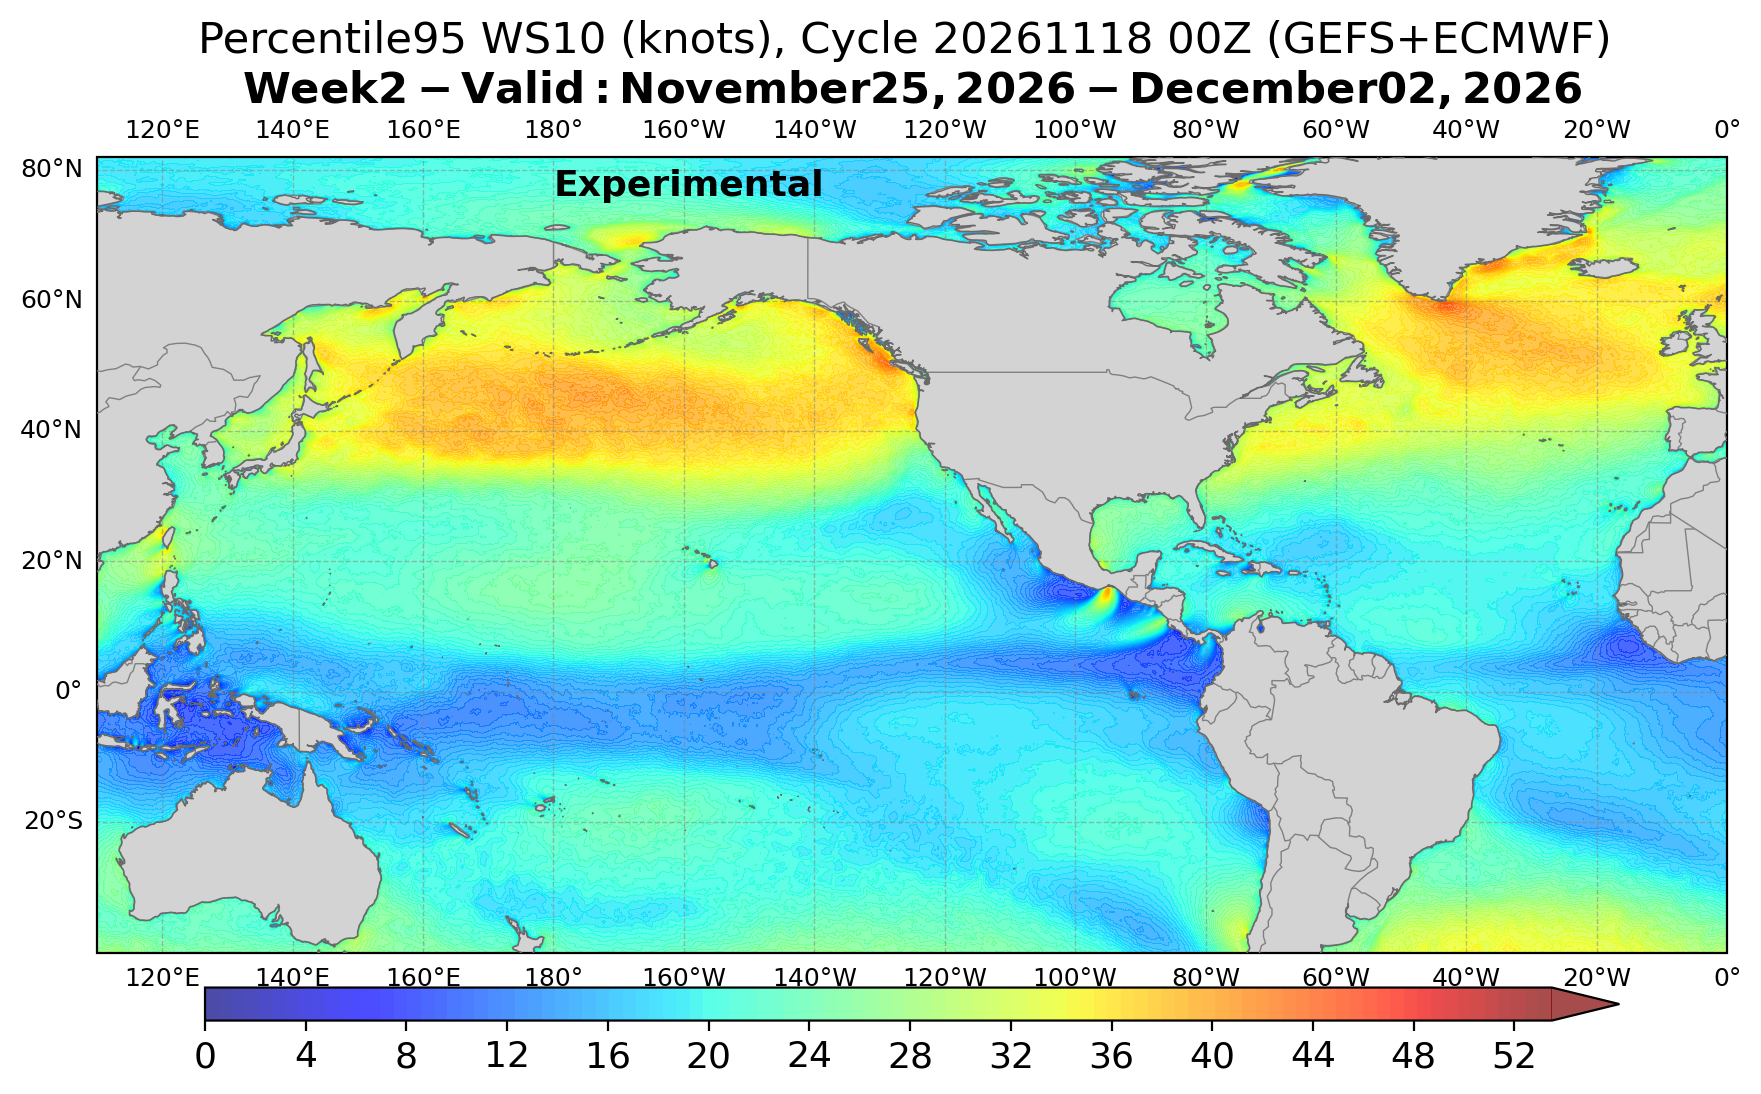 Percentile95 WS10 (knots), Cycle 20261118 00Z (GEFS+ECMWF)
Week2 – Valid : November25, 2026 – December02, 2026
120°E 140°E 160°E 180° 160°W 140°W 120°W 100°W 80°W 60°W 40°W 20°W 0°
80°N
Experimental
60°N
40°N
20°N
0°
20°S
120°E 140°E 160°E 180° 160°W 140°W 120°W 100°W 80°W 60°W 40°W 20°W 0°
0 4 8 12 16 20 24 28 32 36 40 44 48 52